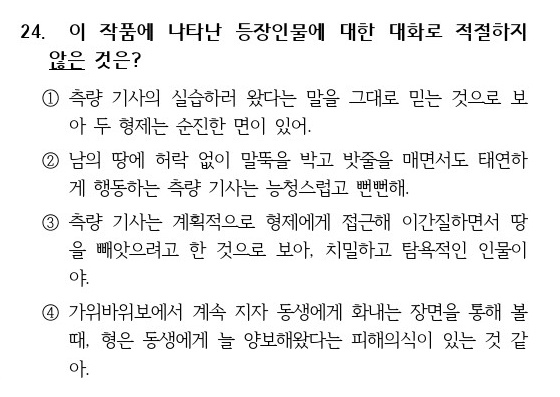 24. 이 작품에 나타난 등장인물에 대한 대화로 적절하지
않은 것은?
① 측량 기사의 실습하러 왔다는 말을 그대로 믿는 것으로 보
아 두 형제는 순진한 면이 있어.
② 남의 땅에 허락 없이 말뚝을 박고 밧줄을 매면서도 태연하
게 행동하는 측량 기사는 능청스럽고 뻔뻔해.
③ 측량 기사는 계획적으로 형제에게 접근해 이간질하면서 땅
을 빼앗으려고 한 것으로 보아, 치밀하고 탐욕적인 인물이
야.
④ 가위바위보에서 계속 지자 동생에게 화내는 장면을 통해 볼
때, 형은 동생에게 늘 양보해왔다는 피해의식이 있는 것 같
아.